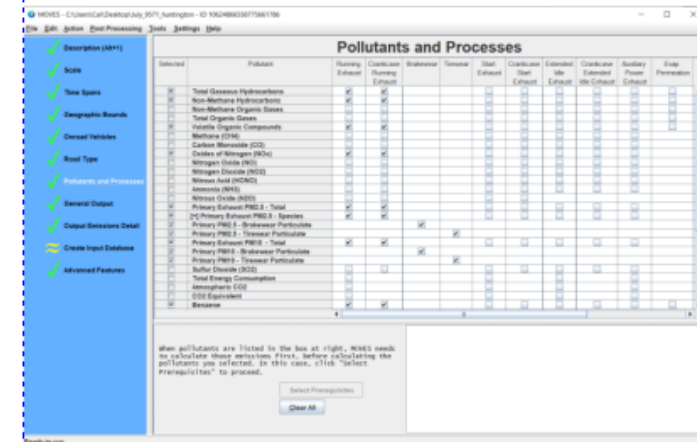 MOVES - C:\Users\Cal\Desktop\July_9571_huntington - ID 1062486633877566178
File Edit Action Post Processing Tools Settings Help
Description (Alt+1)
Scale
Time Spans
Geographic Bounds
Onroad Vehicles
Road Type
Pollutants and Processes
General Output
Output Emissions Detail
Create Input Database
Advanced Features
Pollutants and Processes
Selected Pollutant Running Exhaust Crankcase Running Exhaust Brakewear Tirewear Start Exhaust Crankcase Start Exhaust Extended Idle Exhaust Crankcase Extended Idle Exhaust Auxiliary Power Exhaust Evap Permeation
Total Gaseous Hydrocarbons
Non-Methane Hydrocarbons
Non-Methane Organic Gases
Total Organic Gases
Volatile Organic Compounds
Methane (CH4)
Carbon Monoxide (CO)
Oxides of Nitrogen (NOx)
Nitrogen Oxide (NO)
Nitrogen Dioxide (NO2)
Nitrous Acid (HONO)
Ammonia (NH3)
Nitrous Oxide (N2O)
Primary Exhaust PM2.5 - Total
[+] Primary Exhaust PM2.5 - Species
Primary PM2.5 - Brakewear Particulate
Primary PM2.5 - Tirewear Particulate
Primary Exhaust PM10 - Total
Primary PM10 - Brakewear Particulate
Primary PM10 - Tirewear Particulate
Sulfur Dioxide (SO2)
Total Energy Consumption
Atmospheric CO2
CO2 Equivalent
Benzene
When pollutants are listed in the box at right, MOVES needs
to calculate those emissions first, before calculating the
pollutants you selected. In this case, click "Select
Prerequisites" to proceed.
Select Prerequisites
Clear All